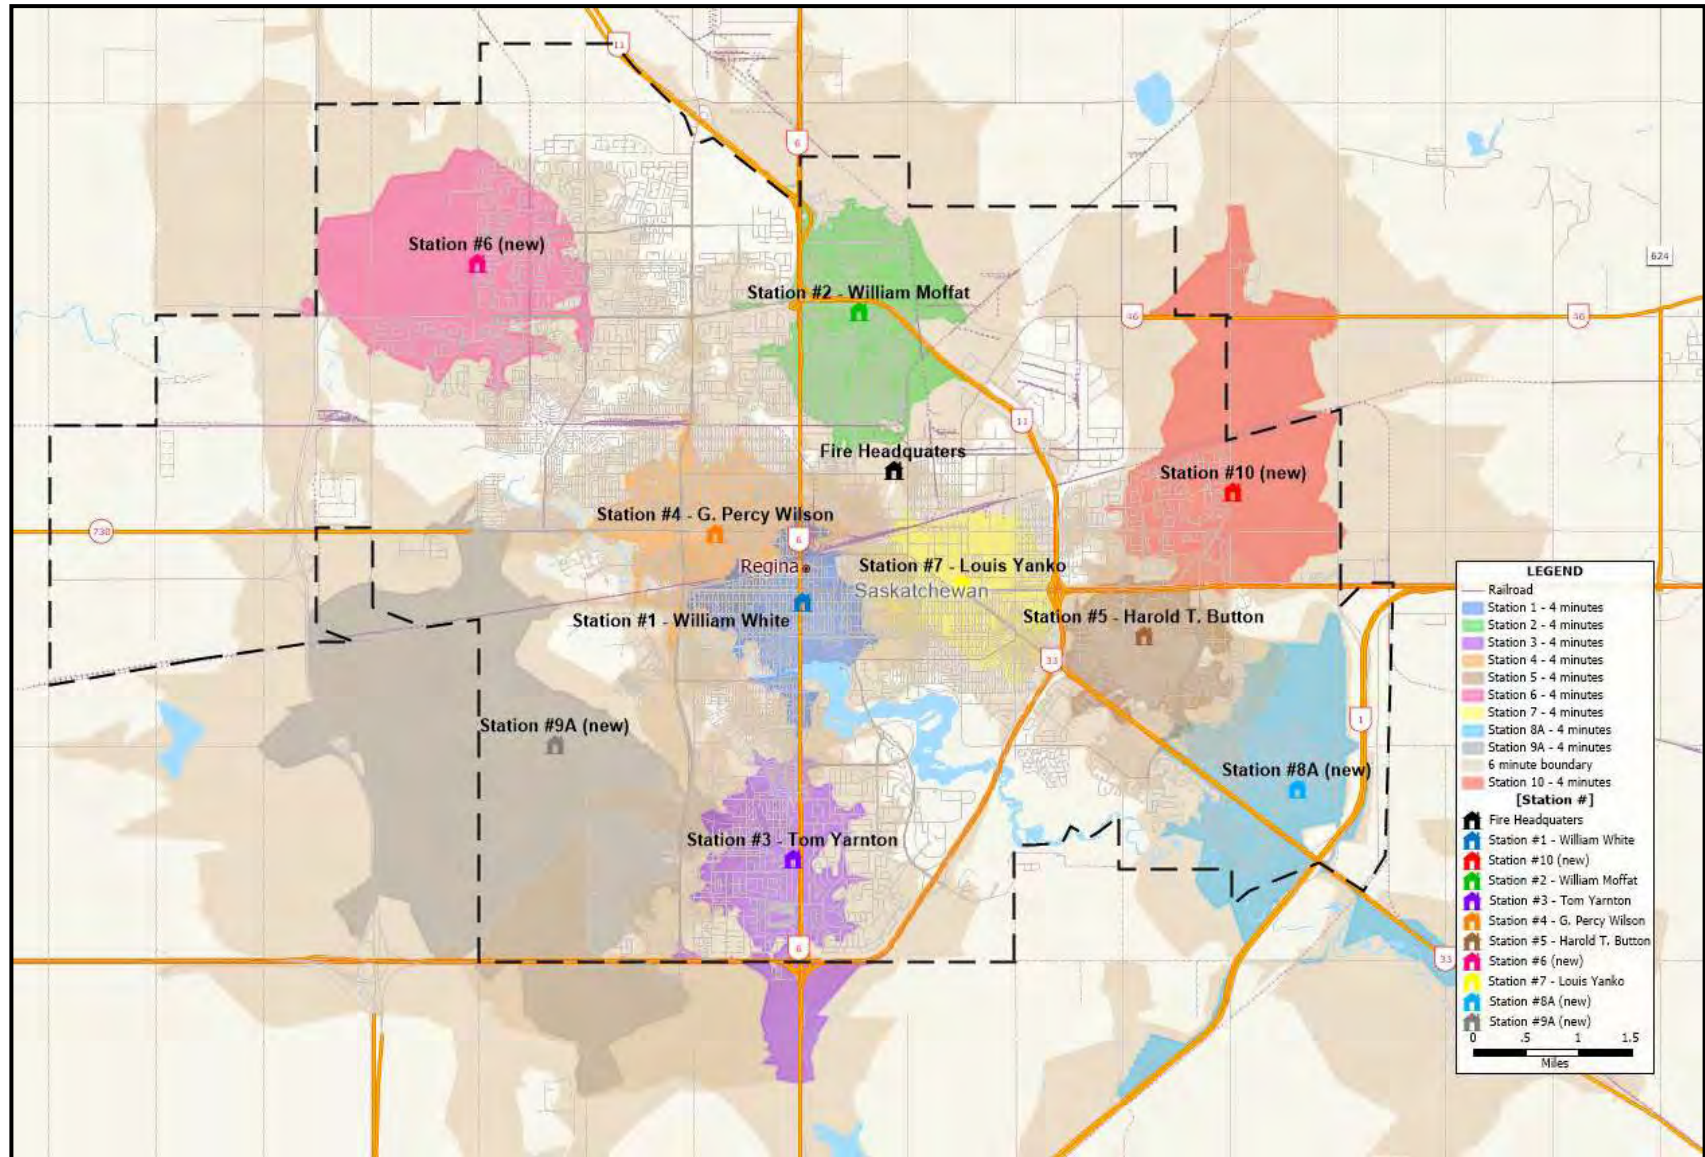 11
6
Station #6 (new)
Station #2 - William Moffat
624
46
46
11
Fire Headquaters
Station #10 (new)
Station #4 - G. Percy Wilson
730
6
Regina
Station #7 - Louis Yanko
Saskatchewan
Station #1 - William White
Station #5 - Harold T. Button
33
Station #9A (new)
1
Station #8A (new)
Station #3 - Tom Yarnton
6
33
LEGEND
Railroad
Station 1 - 4 minutes
Station 2 - 4 minutes
Station 3 - 4 minutes
Station 4 - 4 minutes
Station 5 - 4 minutes
Station 6 - 4 minutes
Station 7 - 4 minutes
Station 8A - 4 minutes
Station 9A - 4 minutes
6 minute boundary
Station 10 - 4 minutes
[Station #]
Fire Headquaters
Station #1 - William White
Station #10 (new)
Station #2 - William Moffat
Station #3 - Tom Yarnton
Station #4 - G. Percy Wilson
Station #5 - Harold T. Button
Station #6 (new)
Station #7 - Louis Yanko
Station #8A (new)
Station #9A (new)
0 .5 1 1.5
Miles